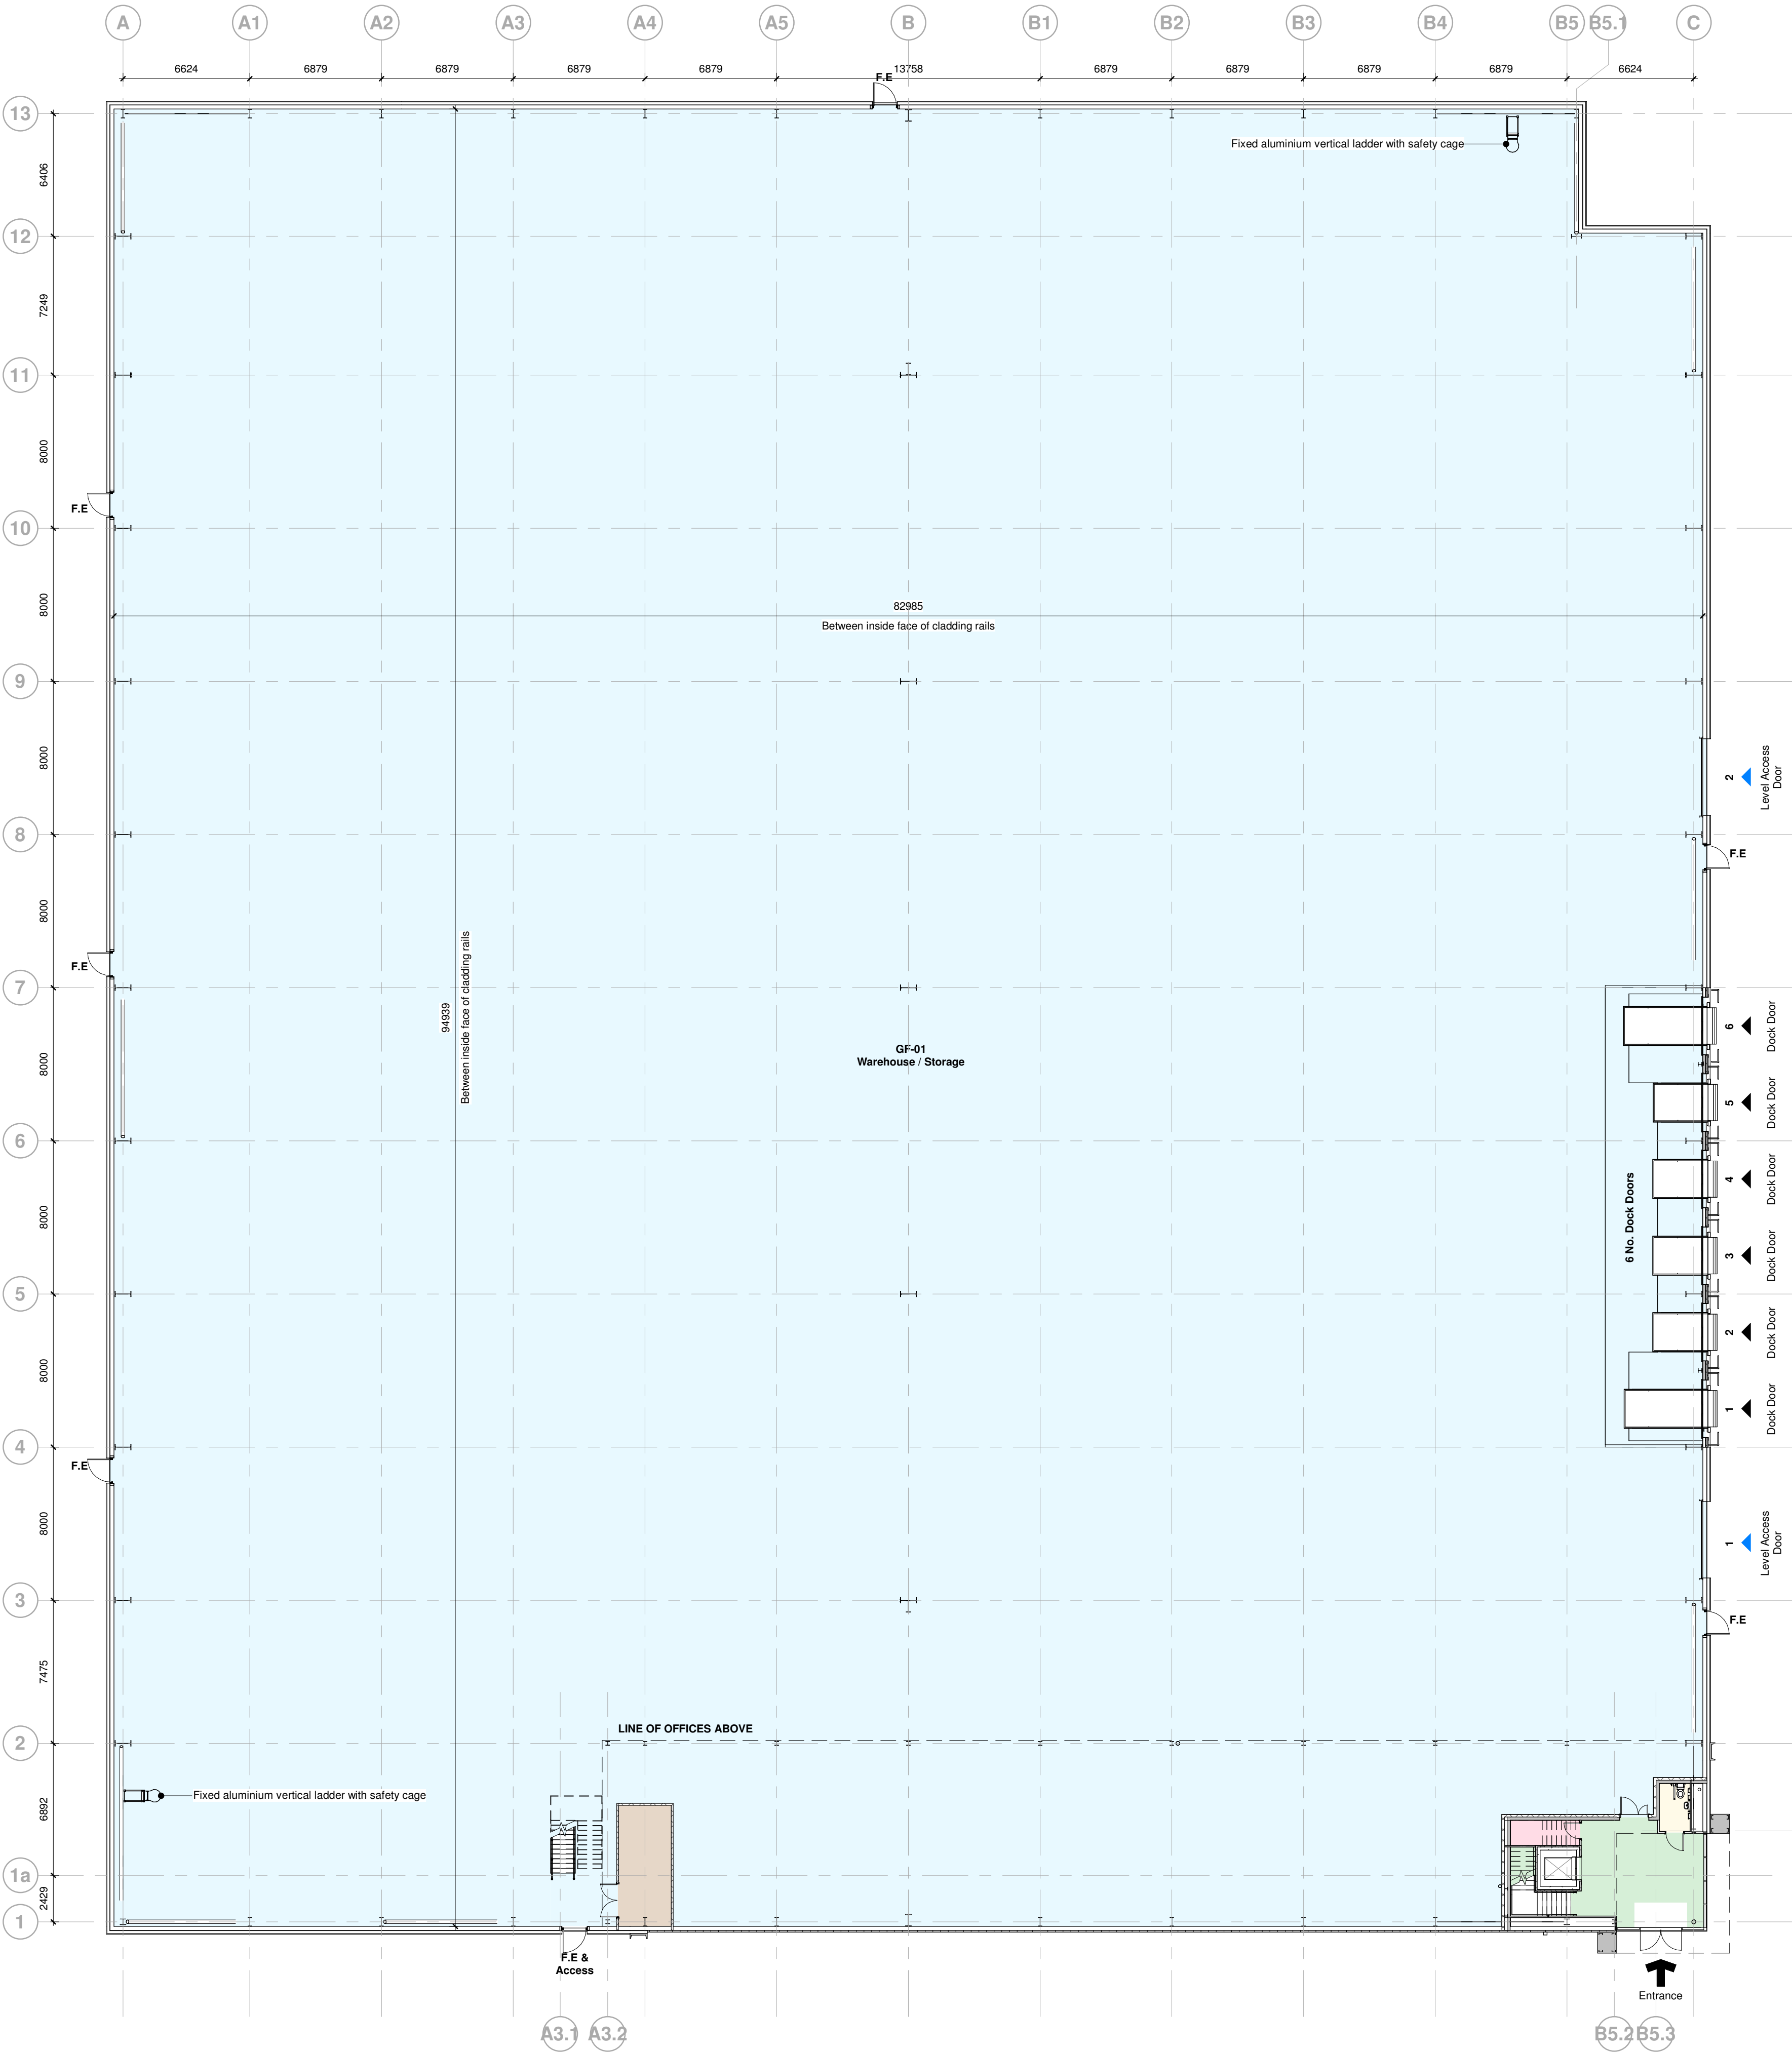 A
A1
A2
A3
A4
A5
B
B1
B2
B3
B4
B5
B5.1
C
6624
6879
6879
6879
6879
13758
6879
6879
6879
6879
6624
F.E
13
6406
Fixed aluminium vertical ladder with safety cage
12
7249
11
8000
F.E
10
8000
82985
Between inside face of cladding rails
9
8000
2
Level Access
Door
8
F.E
8000
F.E
94939
Between inside face of cladding rails
7
8000
GF-01
Warehouse / Storage
6
Dock Door
5
Dock Door
6
8000
6 No. Dock Doors
4
Dock Door
3
Dock Door
5
8000
2
Dock Door
1
Dock Door
4
F.E
8000
1
Level Access
Door
3
F.E
7475
LINE OF OFFICES ABOVE
2
6892
Fixed aluminium vertical ladder with safety cage
1a
2429
1
F.E &
Access
Entrance
A3.1
A3.2
B5.2
B5.3